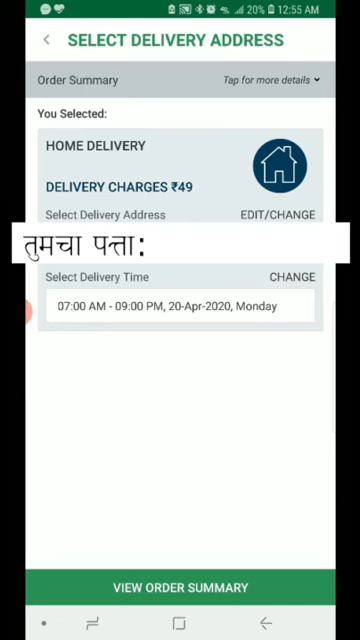 20% 12:55 AM
SELECT DELIVERY ADDRESS
Order Summary Tap for more details
You Selected:
HOME DELIVERY
DELIVERY CHARGES ₹49
Select Delivery Address EDIT/CHANGE
तुमचा पत्ता:
Select Delivery Time CHANGE
07:00 AM - 09:00 PM, 20-Apr-2020, Monday
VIEW ORDER SUMMARY